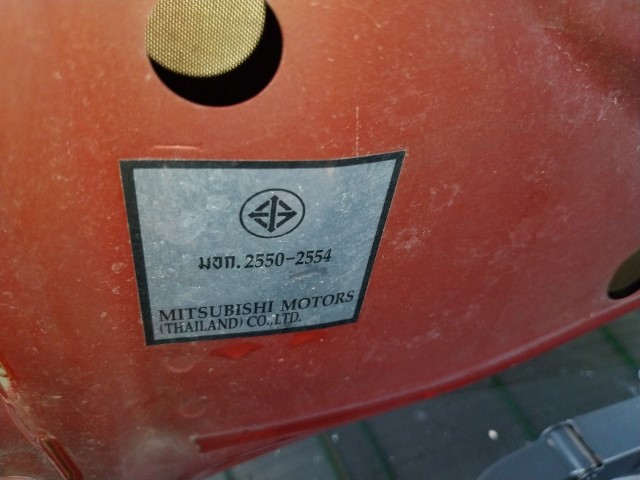 มอก. 2550-2554
MITSUBISHI MOTORS
(THAILAND) CO.,LTD.